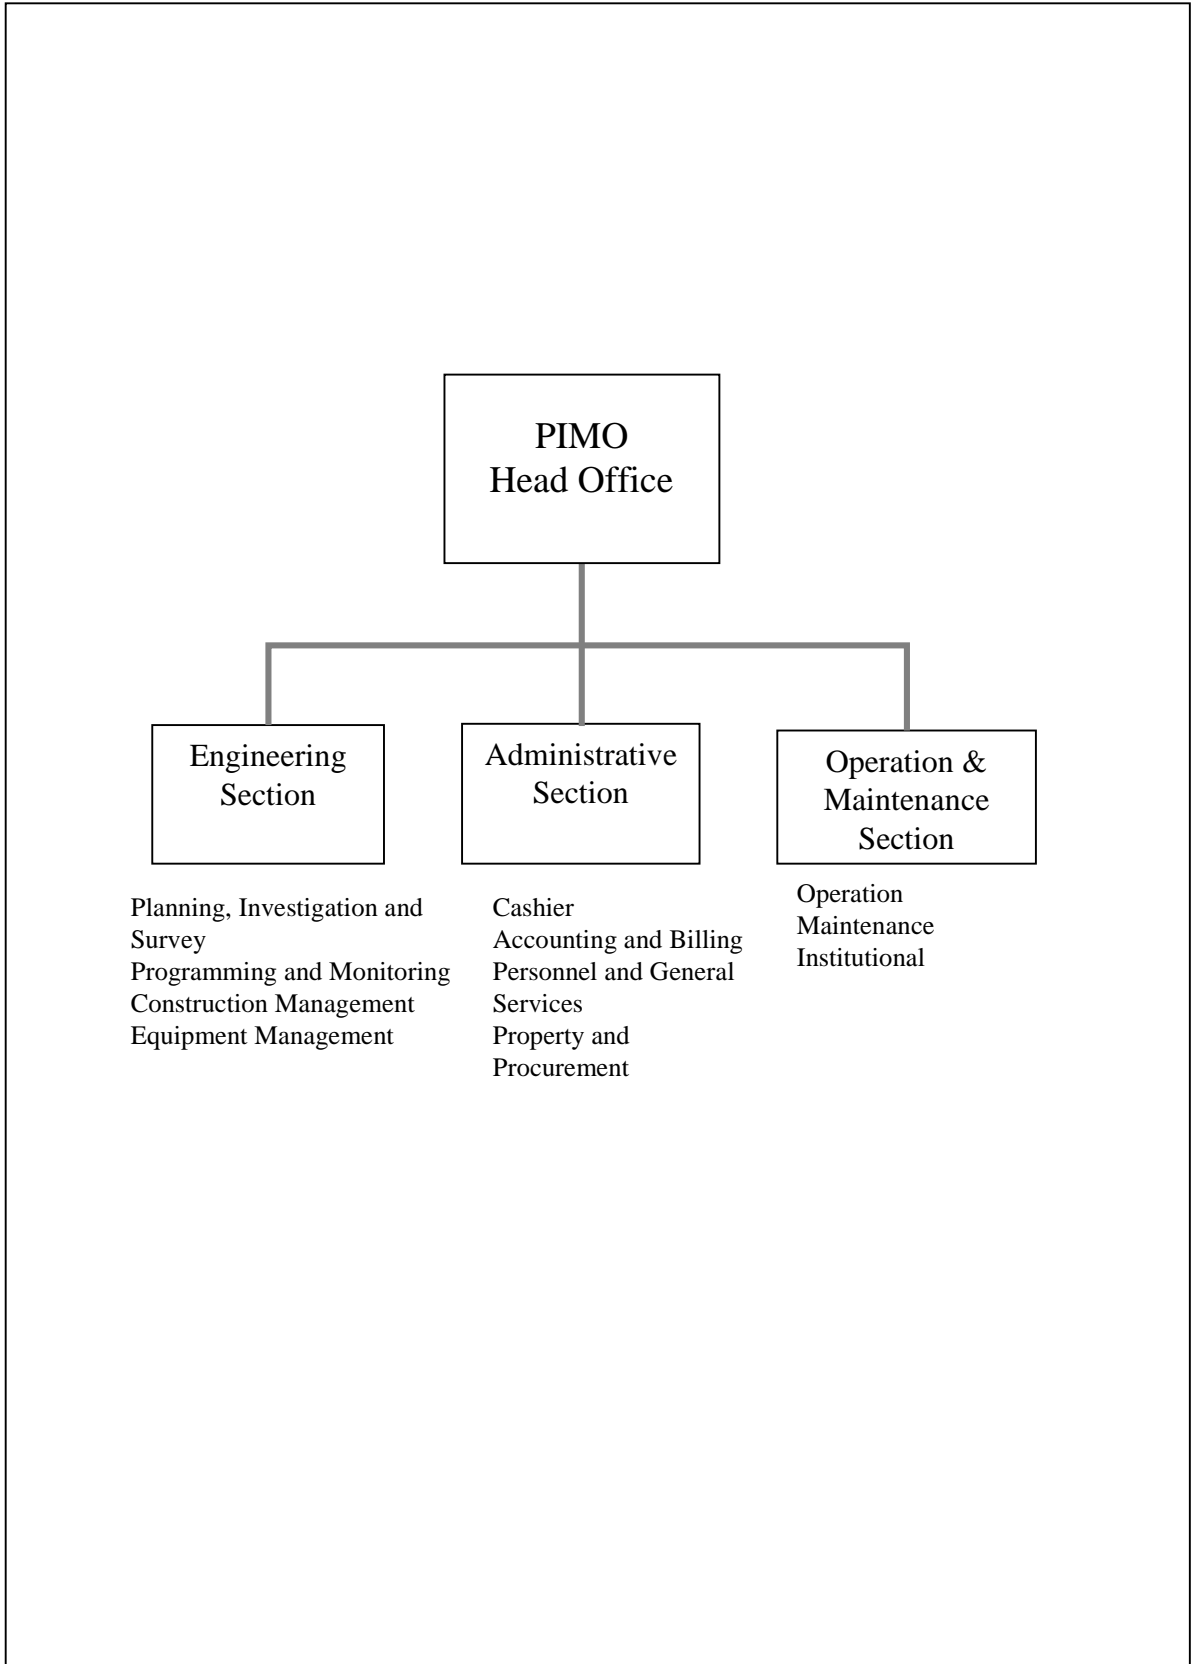 PIMO
Head Office
Engineering
Section
Administrative
Section
Operation &
Maintenance
Section
Planning, Investigation and
Survey
Programming and Monitoring
Construction Management
Equipment Management
Cashier
Accounting and Billing
Personnel and General
Services
Property and
Procurement
Operation
Maintenance
Institutional